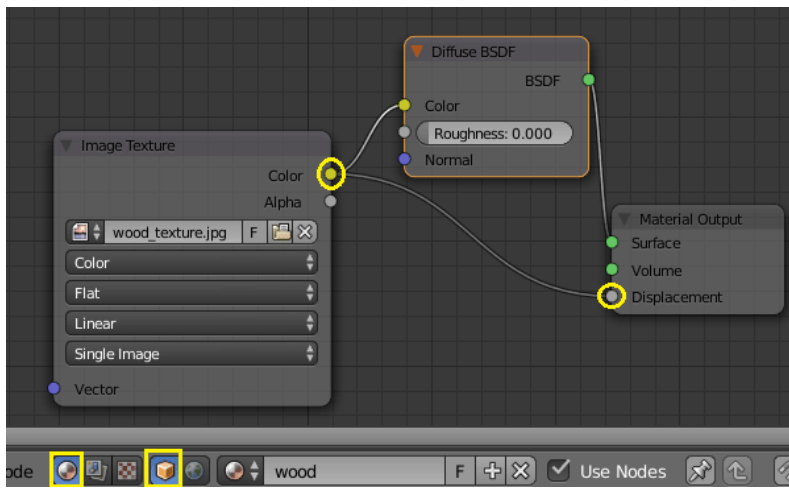 Diffuse BSDF
BSDF
Color
Roughness: 0.000
Normal
Image Texture
Color
Alpha
wood_texture.jpg F
Color
Flat
Linear
Single Image
Vector
Material Output
Surface
Volume
Displacement
ode wood F Use Nodes